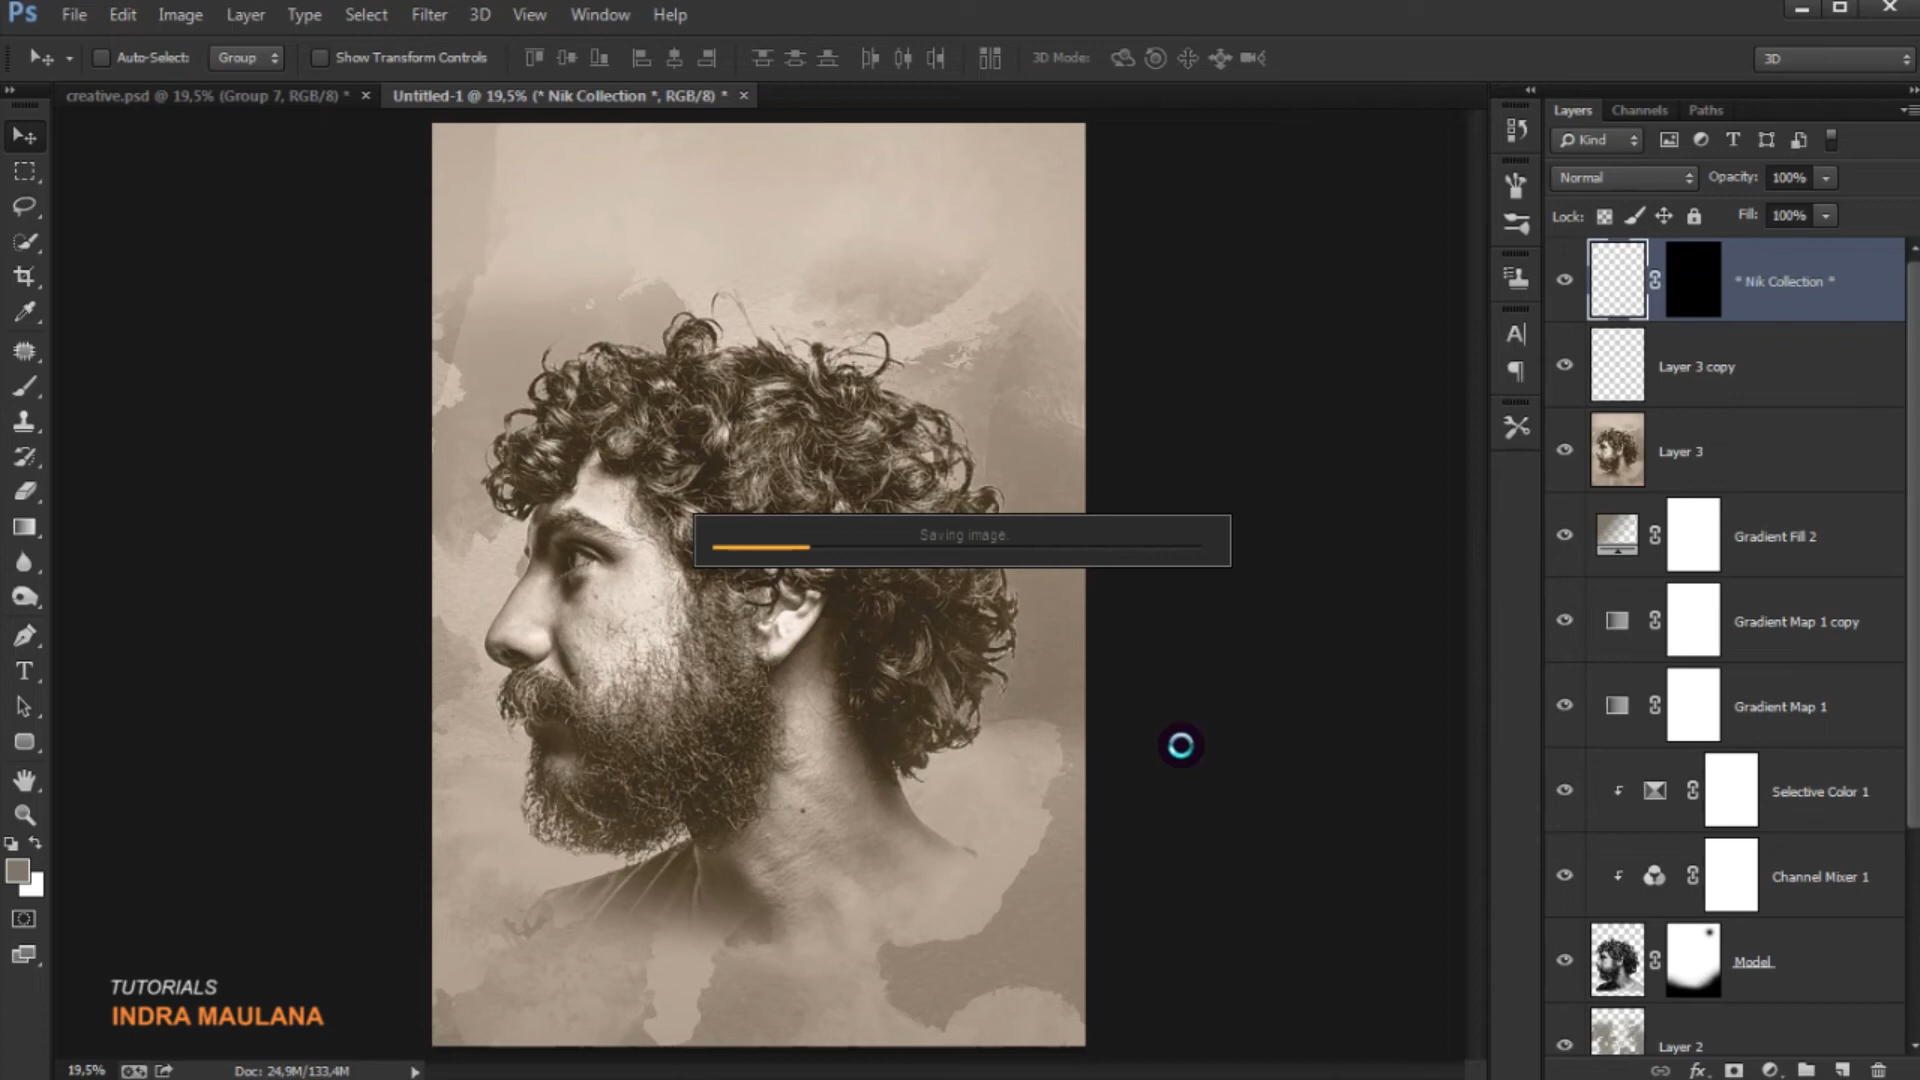 Ps File Edit Image Layer Type Select Filter 3D View Window Help
Auto-Select: Group Show Transform Controls 3D Mode: 3D
creative.psd @ 19,5% (Group 7, RGB/8) * × Untitled-1 @ 19,5% (* Nik Collection *, RGB/8) * ×
Layers Channels Paths
Kind
Normal Opacity: 100%
Lock: Fill: 100%
* Nik Collection *
Layer 3 copy
Layer 3
Gradient Fill 2
Saving image.
Gradient Map 1 copy
Gradient Map 1
Selective Color 1
Channel Mixer 1
Model
Layer 2
TUTORIALS
INDRA MAULANA
19,5% Doc: 24,9M/133,4M
fx